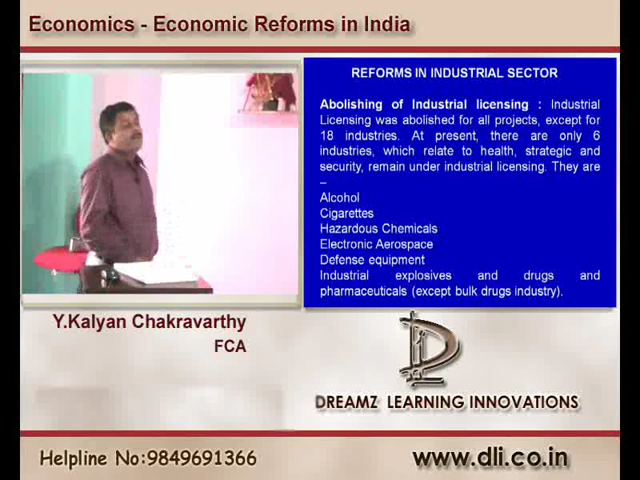 Economics - Economic Reforms in India
REFORMS IN INDUSTRIAL SECTOR
Abolishing of Industrial licensing : Industrial
Licensing was abolished for all projects, except for
18 industries. At present, there are only 6
industries, which relate to health, strategic and
security, remain under industrial licensing. They are
–
Alcohol
Cigarettes
Hazardous Chemicals
Electronic Aerospace
Defense equipment
Industrial explosives and drugs and
pharmaceuticals (except bulk drugs industry).
Y.Kalyan Chakravarthy
FCA
DREAMZ LEARNING INNOVATIONS
Helpline No:9849691366
www.dli.co.in